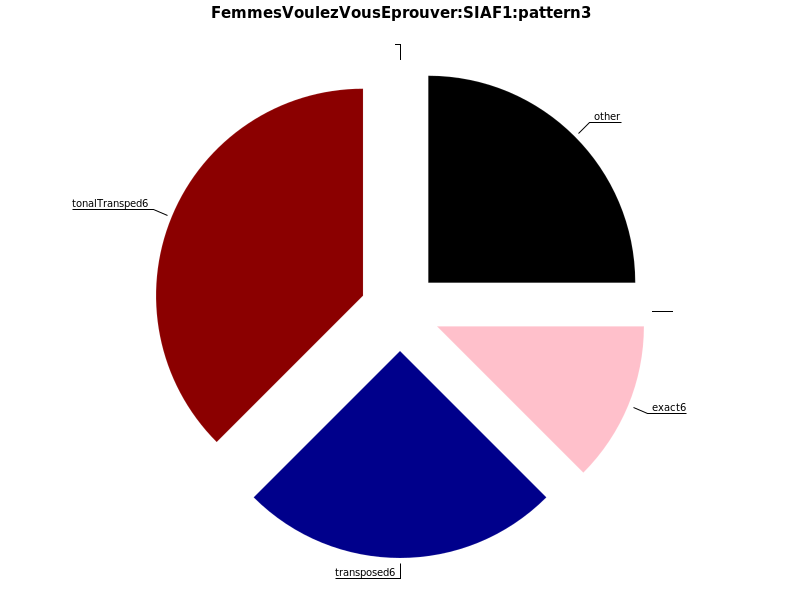 FemmesVoulezVousEprouver:SIAF1:pattern3
other
tonalTransped6
exact6
transposed6